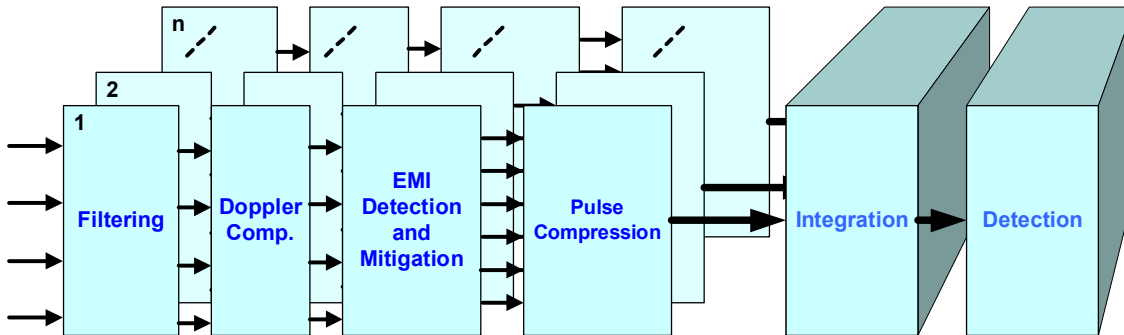 n
2
1
Filtering
Doppler
Comp.
EMI
Detection
and
Mitigation
Pulse
Compression
Integration
Detection